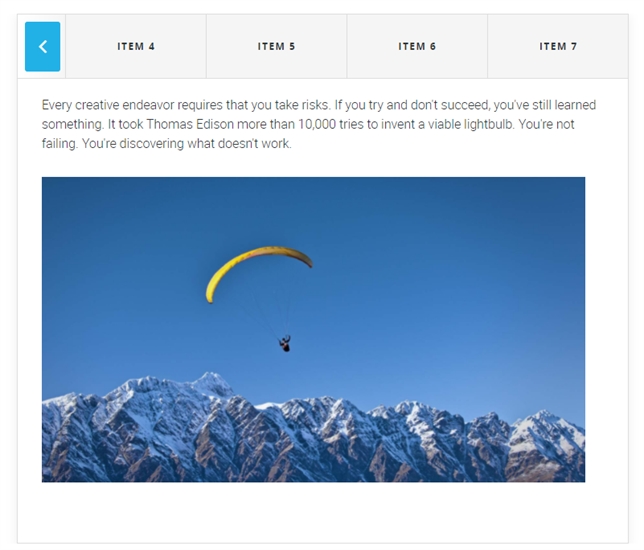 ITEM 4 ITEM 5 ITEM 6 ITEM 7
Every creative endeavor requires that you take risks. If you try and don't succeed, you've still learned
something. It took Thomas Edison more than 10,000 tries to invent a viable lightbulb. You're not
failing. You're discovering what doesn't work.